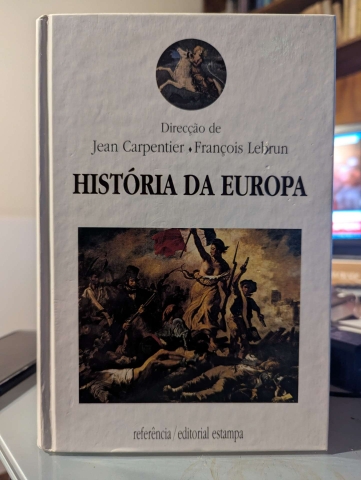 Direcção de
Jean Carpentier ♦ François Lebrun
HISTÓRIA DA EUROPA
referência/editorial estampa